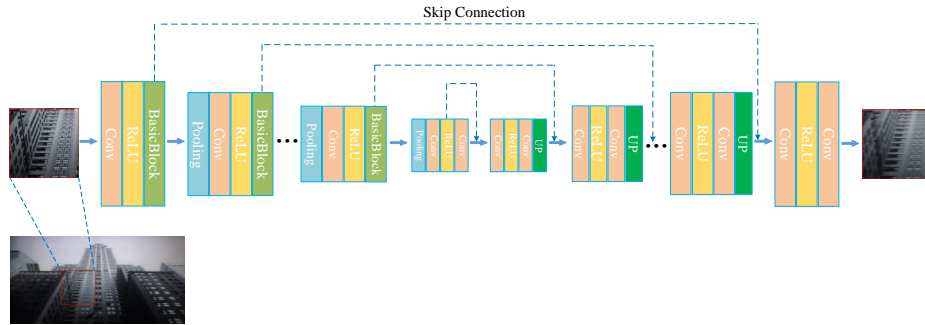 Skip Connection
Conv
ReLU
BasicBlock
Pooling
Conv
ReLU
BasicBlock
Pooling
Conv
ReLU
BasicBlock
Pooling
Conv
ReLU
Conv
Conv
ReLU
Conv
UP
Conv
ReLU
Conv
UP
Conv
ReLU
Conv
UP
Conv
ReLU
Conv